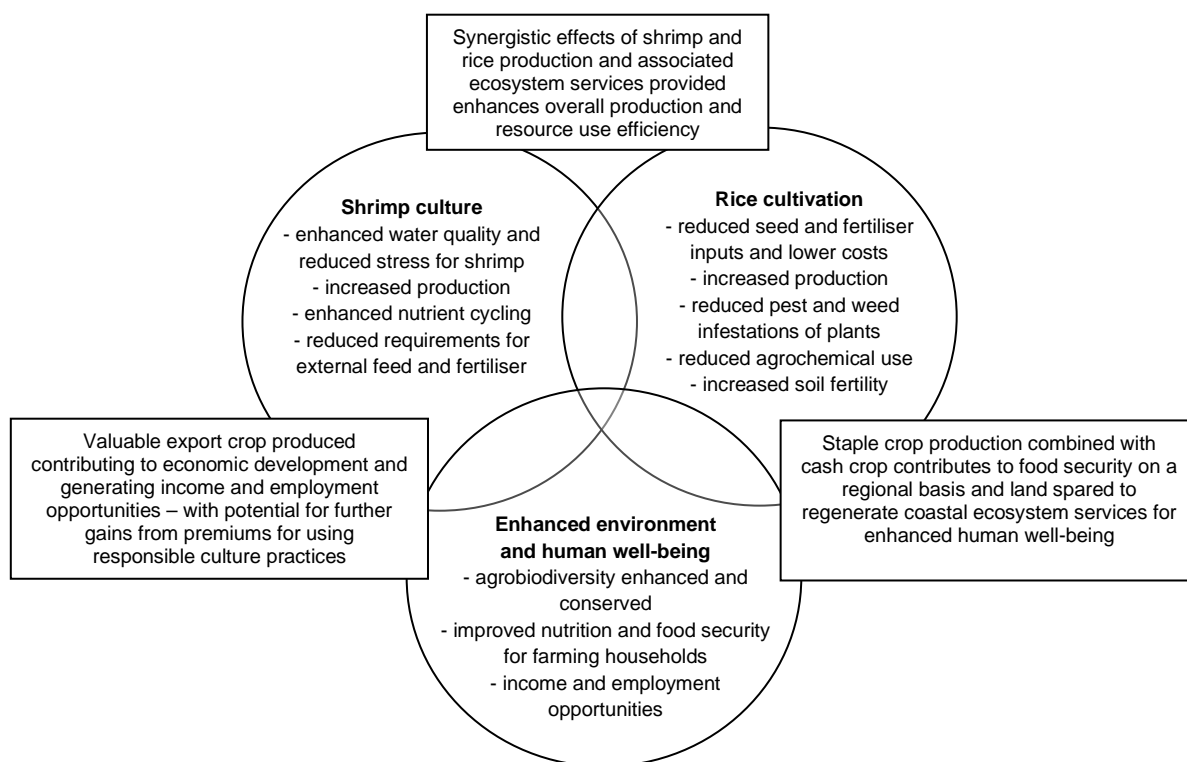 Synergistic effects of shrimp and
rice production and associated
ecosystem services provided
enhances overall production and
resource use efficiency
Shrimp culture
- enhanced water quality and
reduced stress for shrimp
- increased production
- enhanced nutrient cycling
- reduced requirements for
external feed and fertiliser
Rice cultivation
- reduced seed and fertiliser
inputs and lower costs
- increased production
- reduced pest and weed
infestations of plants
- reduced agrochemical use
- increased soil fertility
Valuable export crop produced
contributing to economic development and
generating income and employment
opportunities – with potential for further
gains from premiums for using
responsible culture practices
Staple crop production combined with
cash crop contributes to food security on a
regional basis and land spared to
regenerate coastal ecosystem services for
enhanced human well-being
Enhanced environment
and human well-being
- agrobiodiversity enhanced and
conserved
- improved nutrition and food security
for farming households
- income and employment
opportunities